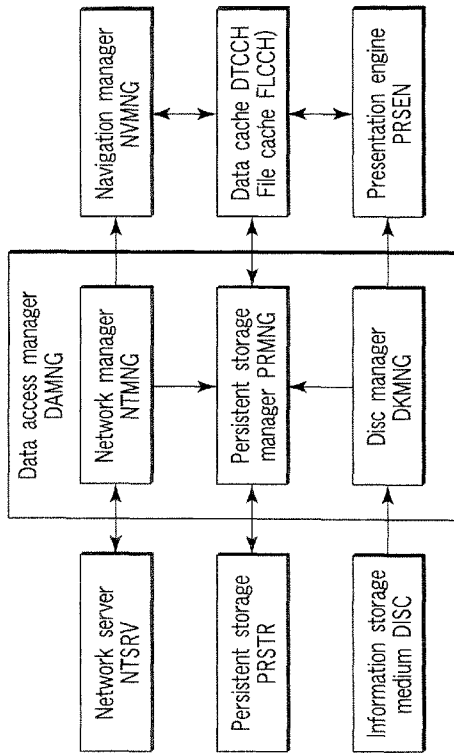 Data access manager
DAMNG
Network server
NTSRV
Network manager
NTMNG
Navigation manager
NVMNG
Persistent storage
PRSTR
Persistent storage
manager PRMNG
Data cache DTCCH
File cache FLCCH)
Information storage
medium DISC
Disc manager
DKMNG
Presentation engine
PRSEN